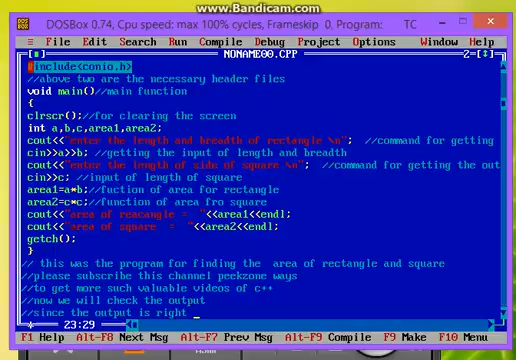 www.Bandicam.com
DOSBox 0.74, Cpu speed: max 100% cycles, Frameskip 0, Program: TC
≡ File Edit Search Run Compile Debug Project Options Window Help
NONAME00.CPP 2=[↕]
#include<conio.h>
//above two are the necessary header files
void main()//main function
{
clrscr();//for clearing the screen
int a,b,c,area1,area2;
cout<<"enter the length and breadth of rectangle \n"; //command for getting
cin>>a>>b; //getting the input of length and breadth
cout<<"enter the length of side of square \n"; //command for getting the out
cin>>c; //input of length of square
area1=a*b;//fuction of area for rectangle
area2=c*c;//function of area fro square
cout<<"area of reacangle = "<<area1<<endl;
cout<<"area of square = "<<area2<<endl;
getch();
}
// this was the program for finding the area of rectangle and square
//please subscribe this channel peekzone ways
//to get more such valuable videos of c++
//now we will check the output
//since the output is right _
23:29
F1 Help Alt-F8 Next Msg Alt-F7 Prev Msg Alt-F9 Compile F9 Make F10 Menu